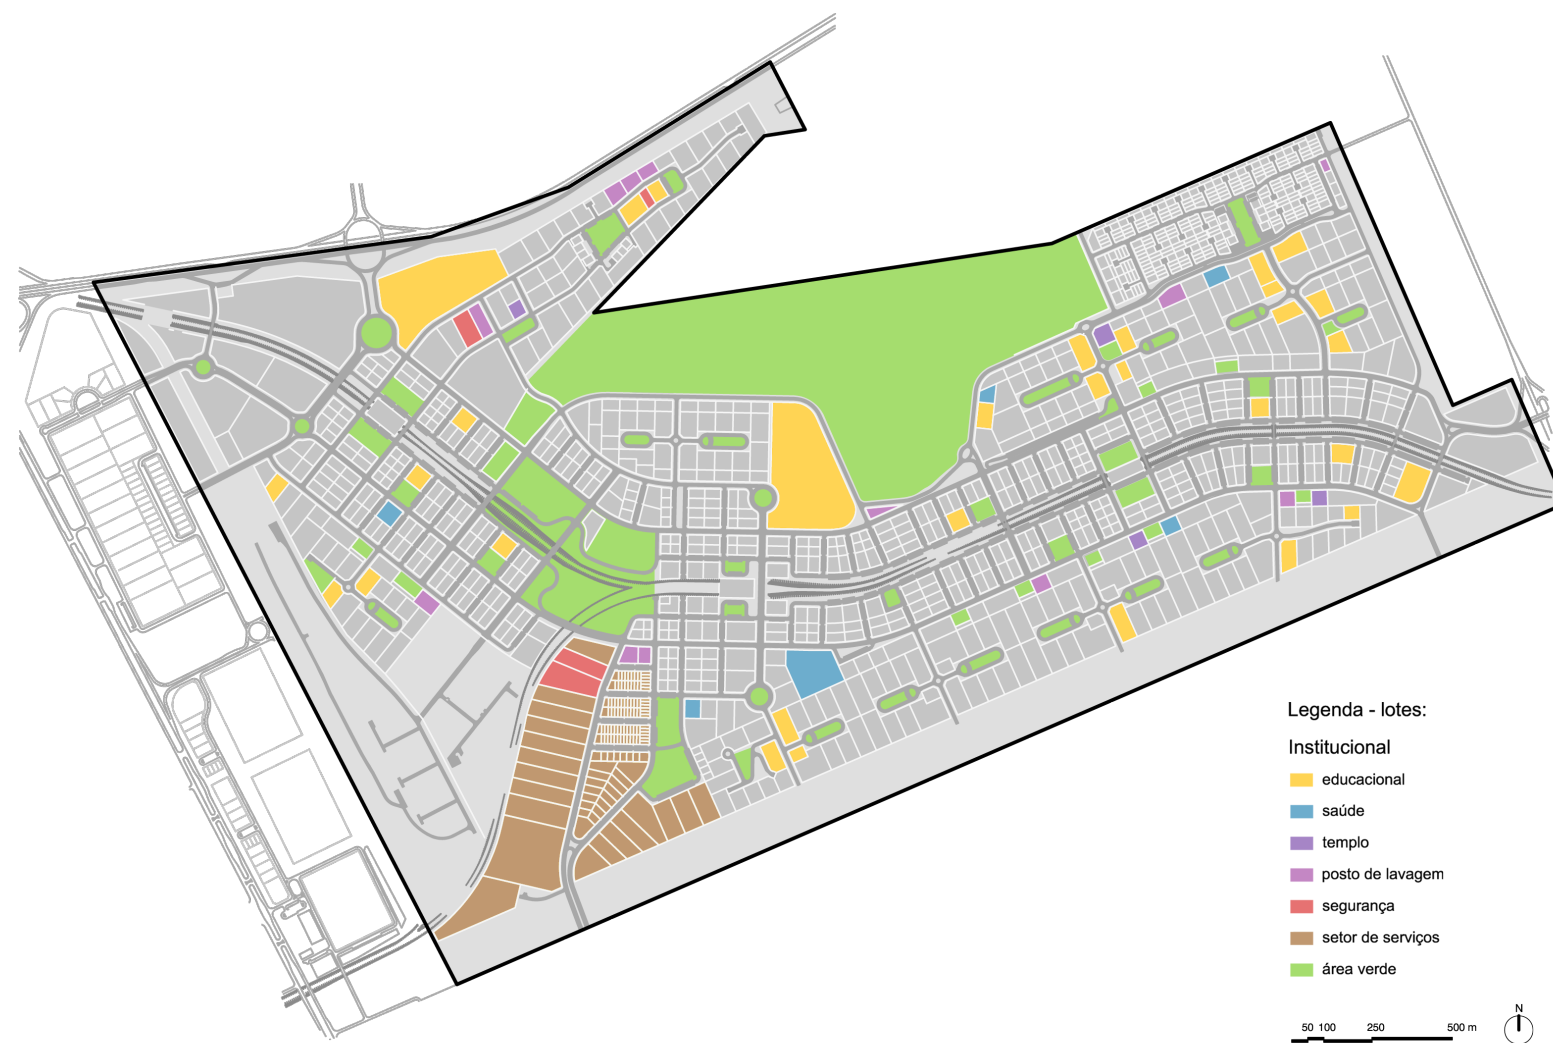 Legenda - lotes:
Institucional
educacional
saúde
templo
posto de lavagem
segurança
setor de serviços
área verde
N
50 100 250 500 m